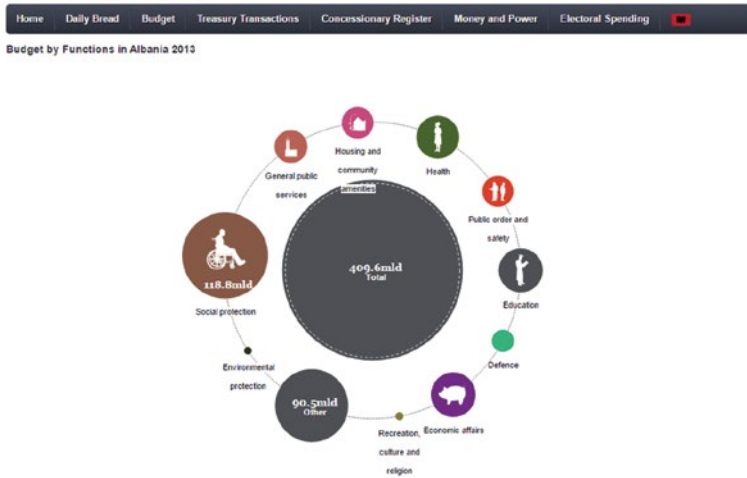 Home Daily Bread Budget Treasury Transactions Concessionary Register Money and Power Electoral Spending
Budget by Functions in Albania 2013
Housing and
community
amenities
General public
services
Health
Public order and
safety
409.6mld
Total
118.8mld
Social protection
Education
Environmental
protection
Defence
90.5mld
Other
Recreation,
culture and
religion
Economic affairs